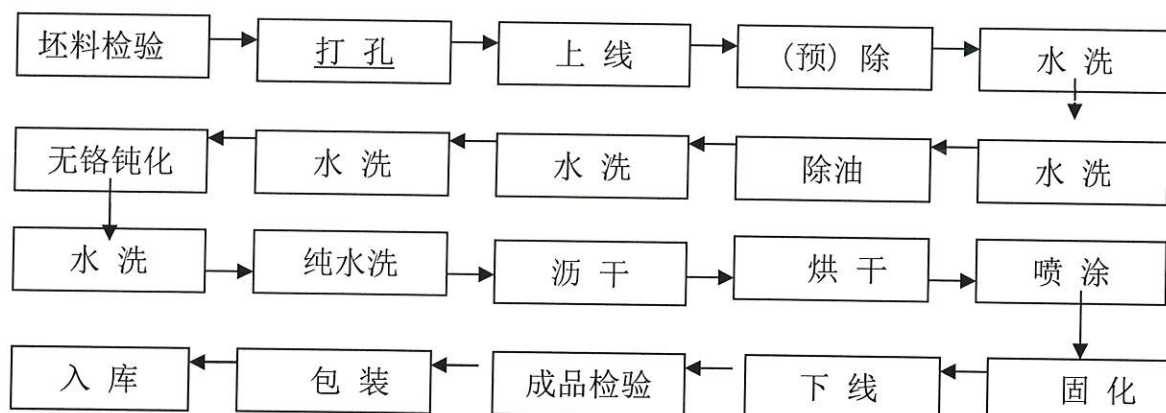 坯料检验 打 孔 上 线 (预) 除 水 洗
无铬钝化 水 洗 水 洗 除油 水 洗
水 洗 纯水洗 沥 干 烘 干 喷 涂
入 库 包 装 成品检验 下 线 固 化